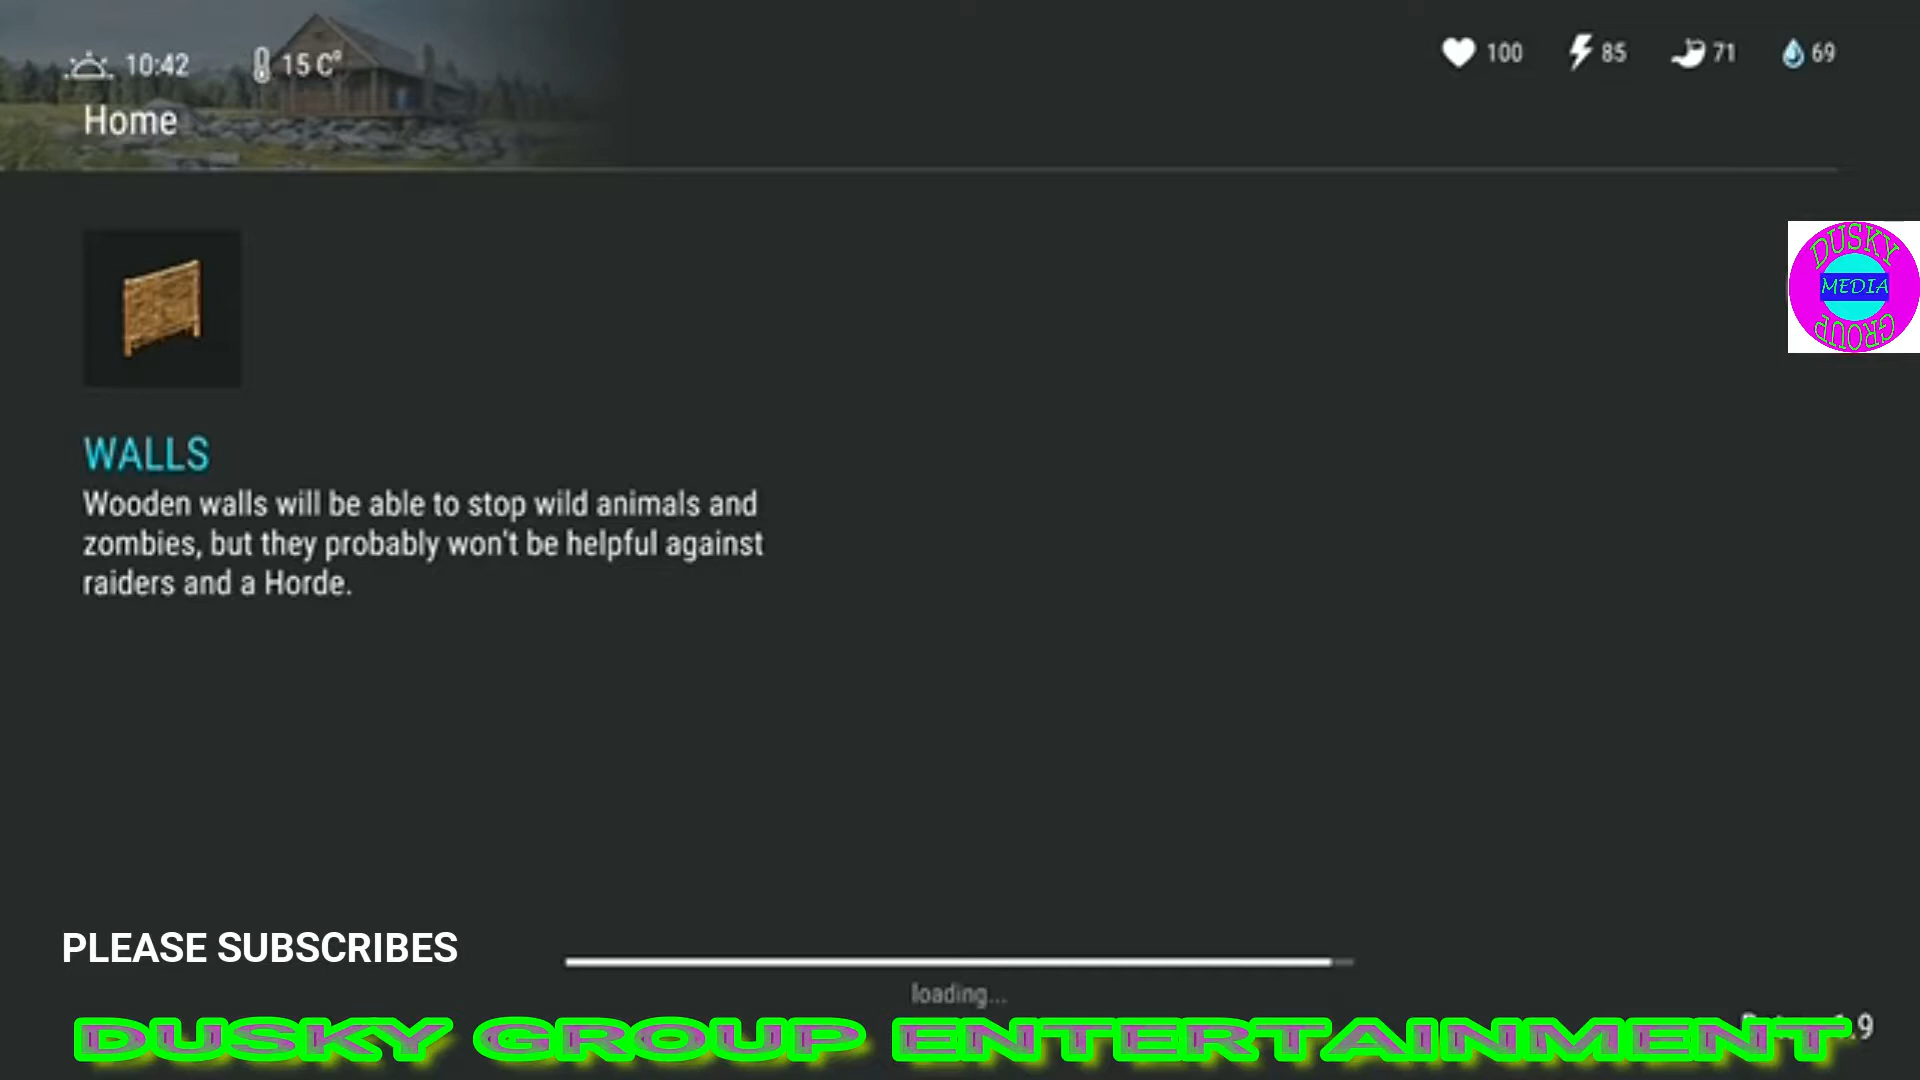 10:42 15 C°
100 85 71 69
Home
DUSKY
MEDIA
GROUP
WALLS
Wooden walls will be able to stop wild animals and
zombies, but they probably won't be helpful against
raiders and a Horde.
PLEASE SUBSCRIBES
loading...
DUSKY GROUP ENTERTAINMENT